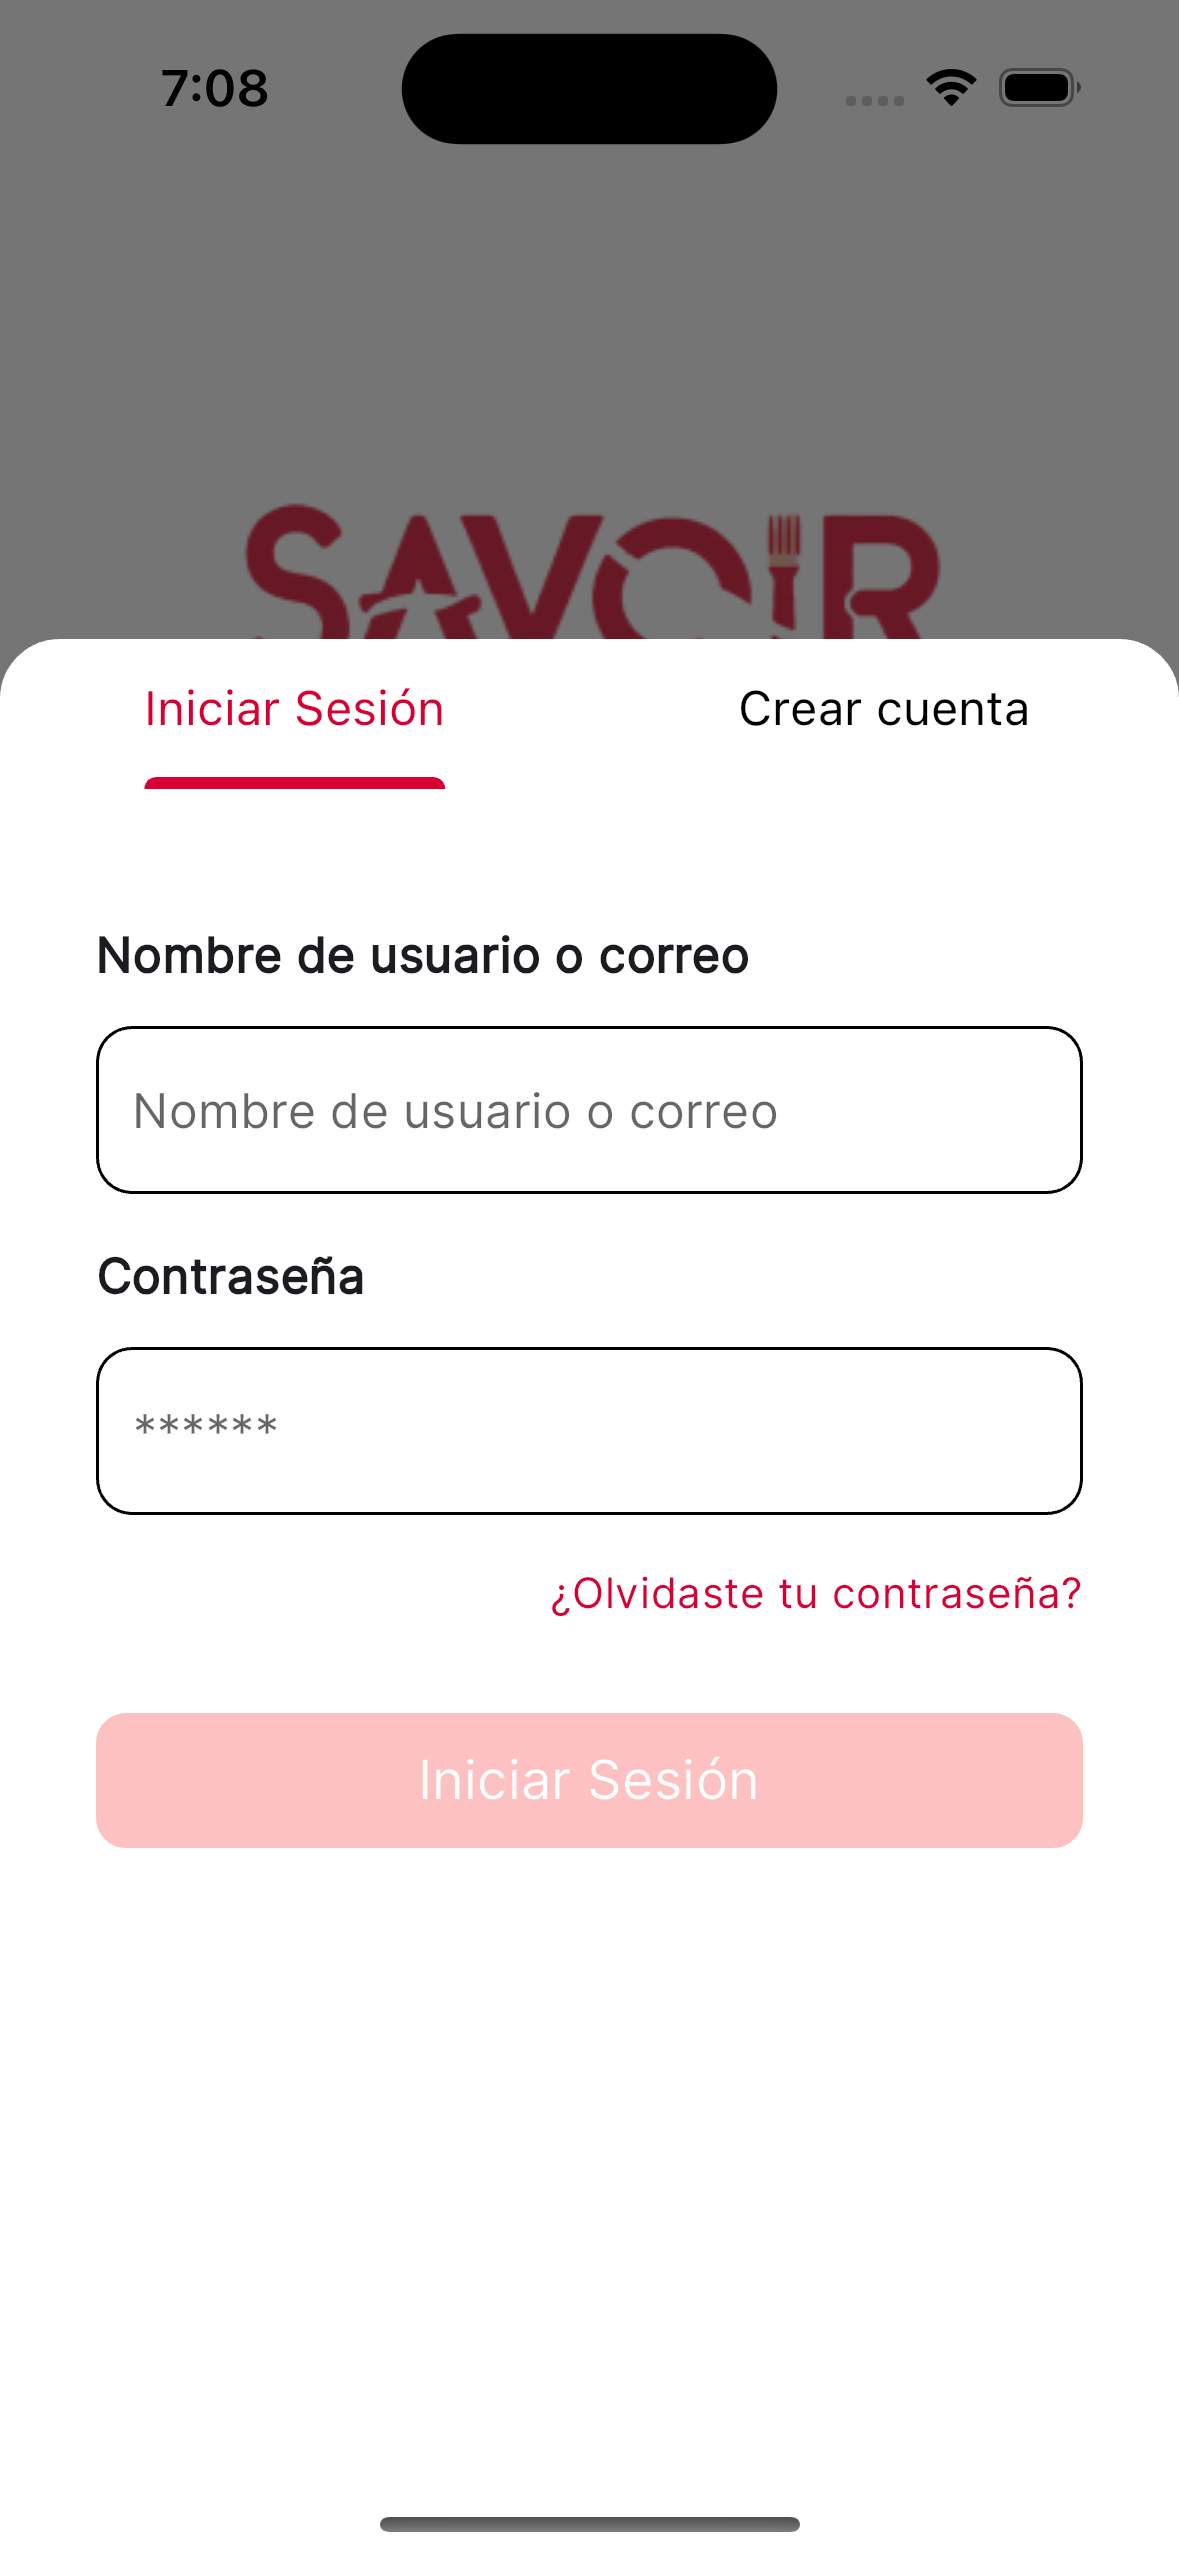 7:08
SAVOIR
Iniciar Sesión
Crear cuenta
Nombre de usuario o correo
Nombre de usuario o correo
Contraseña
******
¿Olvidaste tu contraseña?
Iniciar Sesión